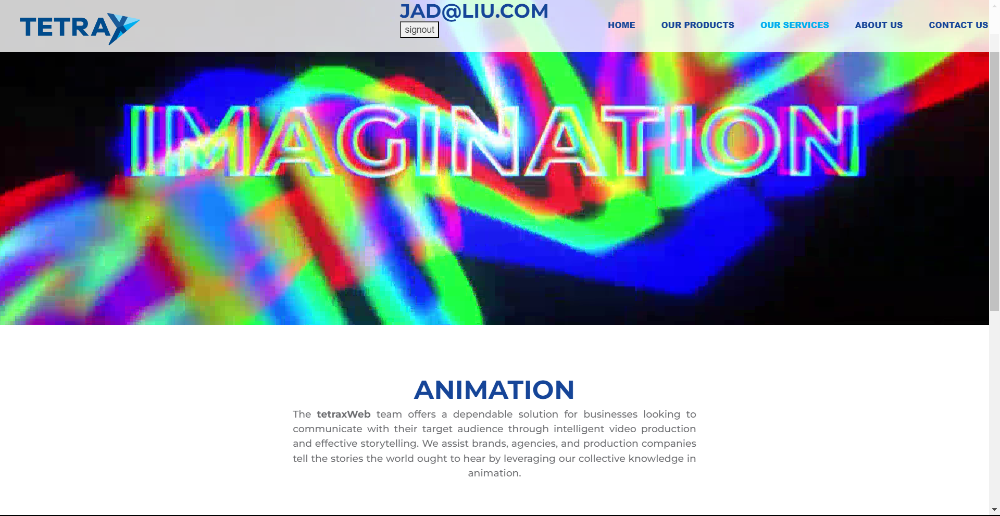 TETRAX
JAD@LIU.COM
signout
HOME OUR PRODUCTS OUR SERVICES ABOUT US CONTACT US
IMAGINATION
ANIMATION
The tetraxWeb team offers a dependable solution for businesses looking to
communicate with their target audience through intelligent video production
and effective storytelling. We assist brands, agencies, and production companies
tell the stories the world ought to hear by leveraging our collective knowledge in
animation.